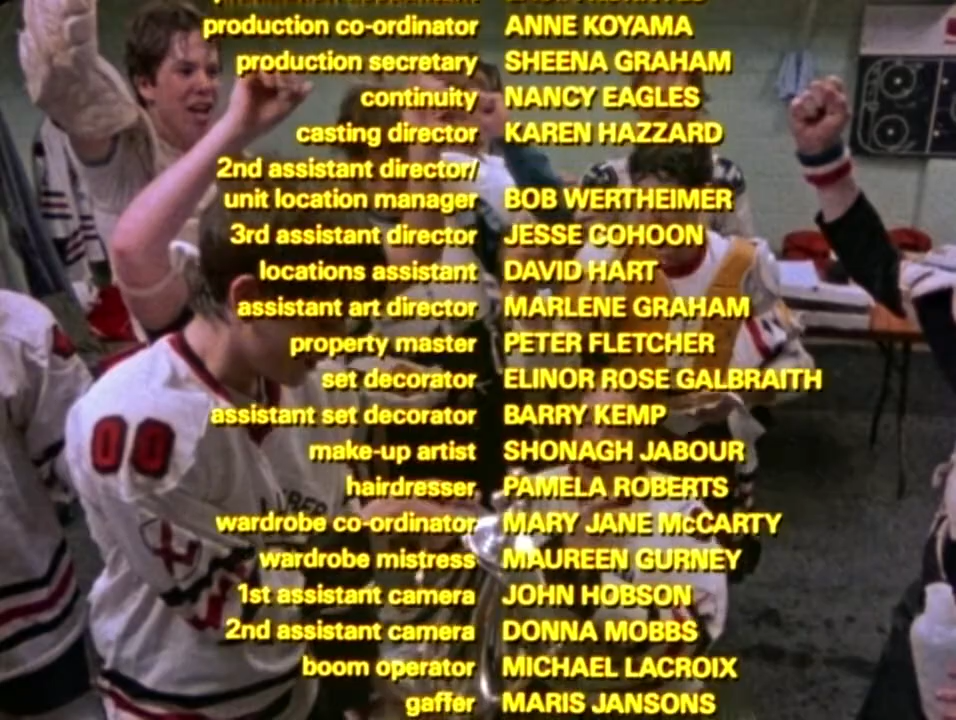 production co-ordinator ANNE KOYAMA
production secretary SHEENA GRAHAM
continuity NANCY EAGLES
casting director KAREN HAZZARD
2nd assistant director/
unit location manager BOB WERTHEIMER
3rd assistant director JESSE COHOON
locations assistant DAVID HART
assistant art director MARLENE GRAHAM
property master PETER FLETCHER
set decorator ELINOR ROSE GALBRAITH
assistant set decorator BARRY KEMP
make-up artist SHONAGH JABOUR
hairdresser PAMELA ROBERTS
wardrobe co-ordinator MARY JANE McCARTY
wardrobe mistress MAUREEN GURNEY
1st assistant camera JOHN HOBSON
2nd assistant camera DONNA MOBBS
boom operator MICHAEL LACROIX
gaffer MARIS JANSONS
00